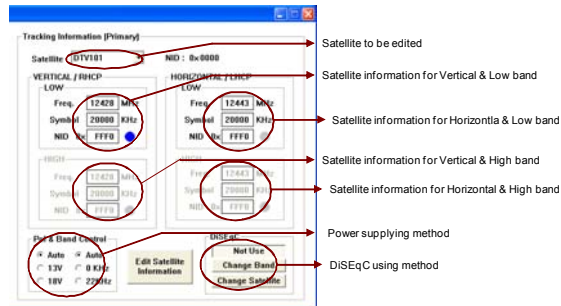 Tracking Information [Primary]
Satellite DTV101 NID : 0x0000
VERTICAL / RHCP
LOW
Freq. 12428 MHz
Symbol 20000 KHz
NID 0x FFF0
HORIZONTAL / LHCP
LOW
Freq. 12443 MHz
Symbol 20000 KHz
NID 0x FFF0
HIGH
Freq. 12428 MHz
Symbol 20000 KHz
NID 0x FFF0
HIGH
Freq. 12443 MHz
Symbol 20000 KHz
NID 0x FFF0
Pol & Band Control
Auto Auto
13V 0 KHz
18V 22KHz
Edit Satellite
Information
DiSEqC
Not Use
Change Band
Change Satellite
Satellite to be edited
Satellite information for Vertical & Low band
Satellite information for Horizontla & Low band
Satellite information for Vertical & High band
Satellite information for Horizontal & High band
Power supplying method
DiSEqC using method